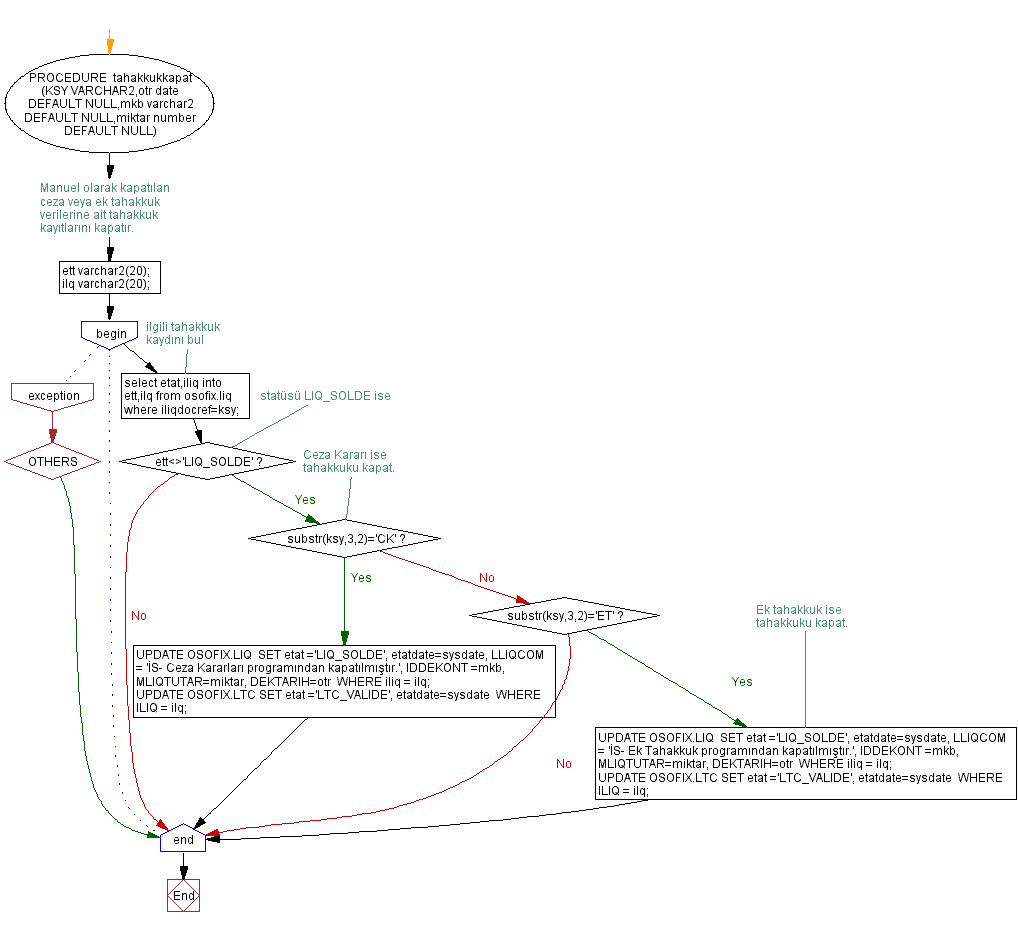 PROCEDURE  tahakkukkapat
(KSY VARCHAR2,otr date
DEFAULT NULL,mkb varchar2
DEFAULT NULL,miktar number
DEFAULT NULL)
Manuel olarak kapatılan
ceza veya ek tahakkuk
verilerine ait tahakkuk
kayıtlarını kapatır.
ett varchar2(20);
ilq varchar2(20);
begin
ilgili tahakkuk
kaydını bul
exception
select etat,iliq into
ett,ilq from osofix.liq
where iliqdocref=ksy;
statüsü LIQ_SOLDE ise
OTHERS
ett<>'LIQ_SOLDE' ?
Ceza Kararı ise
tahakkuku kapat.
Yes
substr(ksy,3,2)='CK' ?
Yes
No
No
substr(ksy,3,2)='ET' ?
Ek tahakkuk ise
tahakkuku kapat.
UPDATE OSOFIX.LIQ  SET etat ='LIQ_SOLDE', etatdate=sysdate, LLIQCOM
= 'İS- Ceza Kararları programından kapatılmıştır.', IDDEKONT =mkb,
MLIQTUTAR=miktar, DEKTARIH=otr  WHERE iliq = ilq;
UPDATE OSOFIX.LTC SET etat ='LTC_VALIDE', etatdate=sysdate  WHERE
ILIQ = ilq;
Yes
No
UPDATE OSOFIX.LIQ  SET etat ='LIQ_SOLDE', etatdate=sysdate, LLIQCOM
= 'İS- Ek Tahakkuk programından kapatılmıştır.', IDDEKONT =mkb,
MLIQTUTAR=miktar, DEKTARIH=otr  WHERE iliq = ilq;
UPDATE OSOFIX.LTC SET etat ='LTC_VALIDE', etatdate=sysdate  WHERE
ILIQ = ilq;
end
End